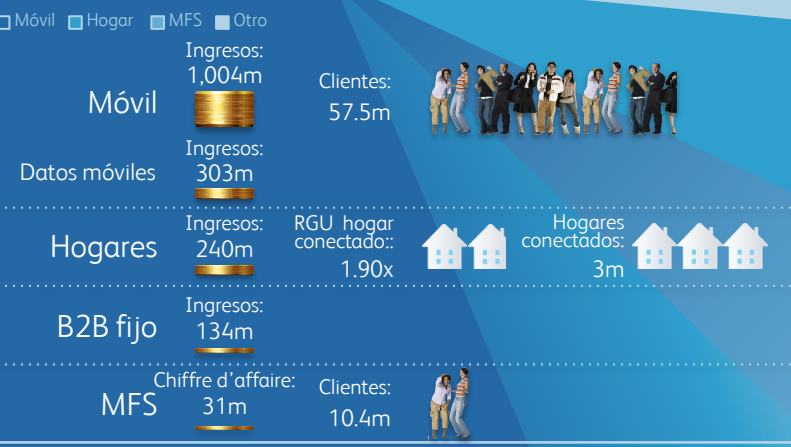 Móvil Hogar MFS Otro
Ingresos:
1,004m
Móvil
Clientes:
57.5m
Datos móviles
Ingresos:
303m
Hogares
Ingresos:
240m
RGU hogar
conectado::
1.90x
Hogares
conectados:
3m
B2B fijo
Ingresos:
134m
MFS
Chiffre d’affaire:
31m
Clientes:
10.4m